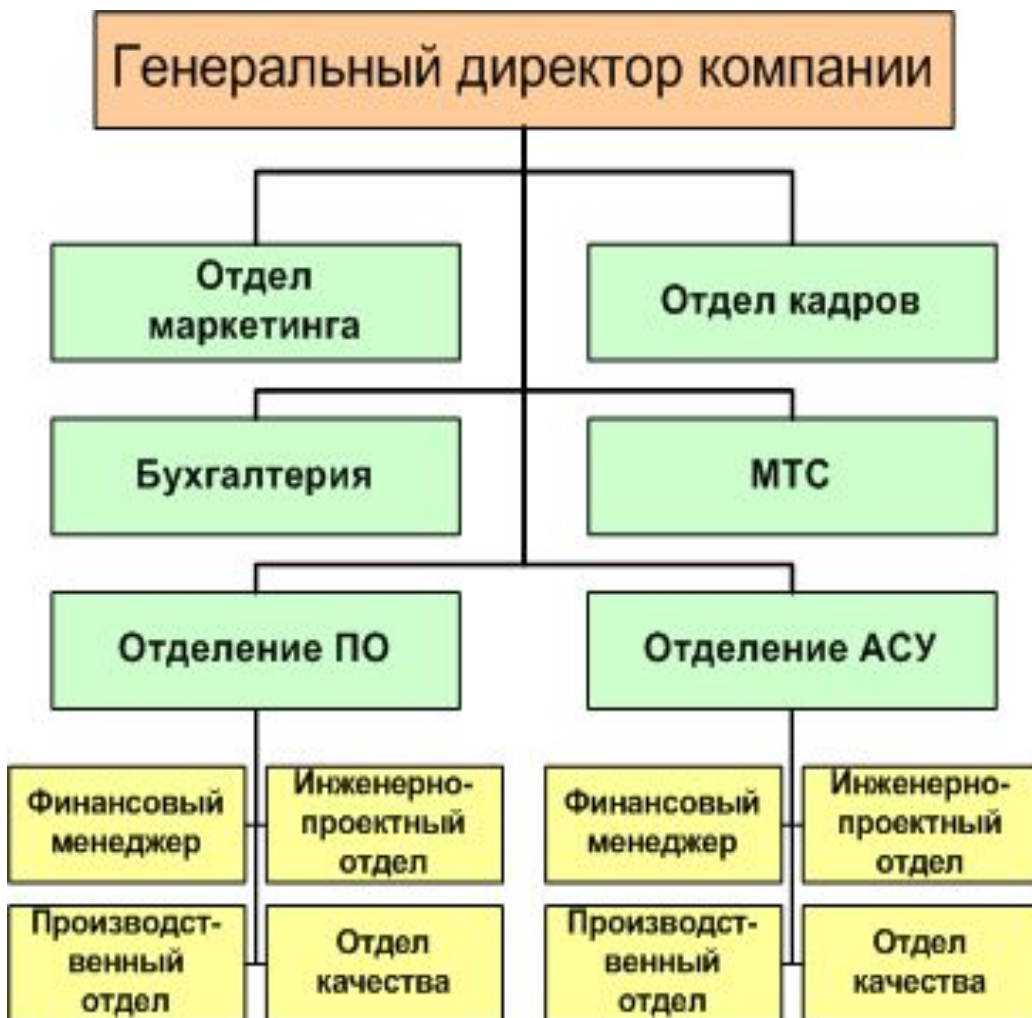 Генеральный директор компании
Отдел
маркетинга
Отдел кадров
Бухгалтерия
МТС
Отделение ПО
Отделение АСУ
Финансовый
менеджер
Инженерно-
проектный
отдел
Финансовый
менеджер
Инженерно-
проектный
отдел
Производст-
венный
отдел
Отдел
качества
Производст-
венный
отдел
Отдел
качества